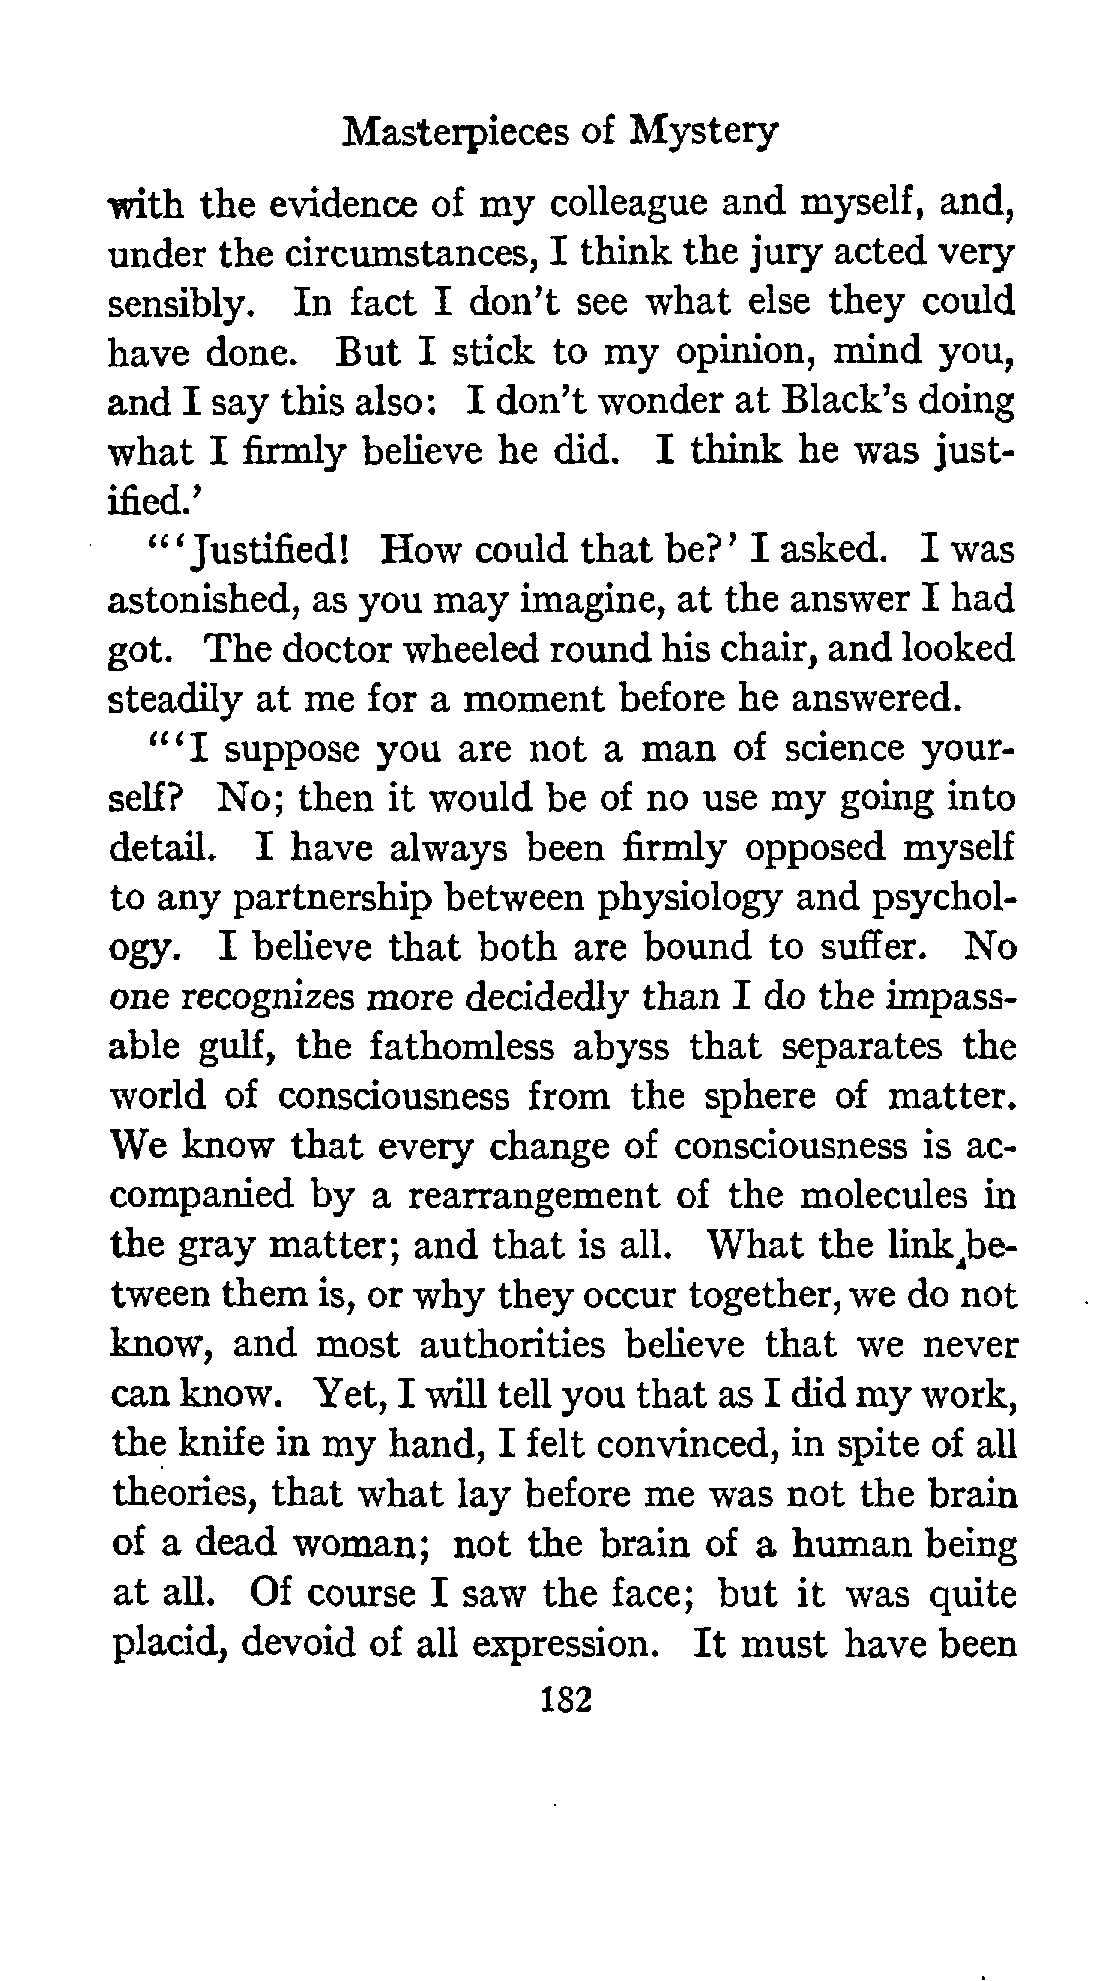 Masterpieces of Mystery
with the evidence of my colleague and myself, and,
under the circumstances, I think the jury acted very
sensibly. In fact I don't see what else they could
have done. But I stick to my opinion, mind you,
and I say this also: I don't wonder at Black's doing
what I firmly believe he did. I think he was just-
ified.'
"'Justified! How could that be?' I asked. I was
astonished, as you may imagine, at the answer I had
got. The doctor wheeled round his chair, and looked
steadily at me for a moment before he answered.
"'I suppose you are not a man of science your-
self? No; then it would be of no use my going into
detail. I have always been firmly opposed myself
to any partnership between physiology and psychol-
ogy. I believe that both are bound to suffer. No
one recognizes more decidedly than I do the impass-
able gulf, the fathomless abyss that separates the
world of consciousness from the sphere of matter.
We know that every change of consciousness is ac-
companied by a rearrangement of the molecules in
the gray matter; and that is all. What the link be-
tween them is, or why they occur together, we do not
know, and most authorities believe that we never
can know. Yet, I will tell you that as I did my work,
the knife in my hand, I felt convinced, in spite of all
theories, that what lay before me was not the brain
of a dead woman; not the brain of a human being
at all. Of course I saw the face; but it was quite
placid, devoid of all expression. It must have been
182